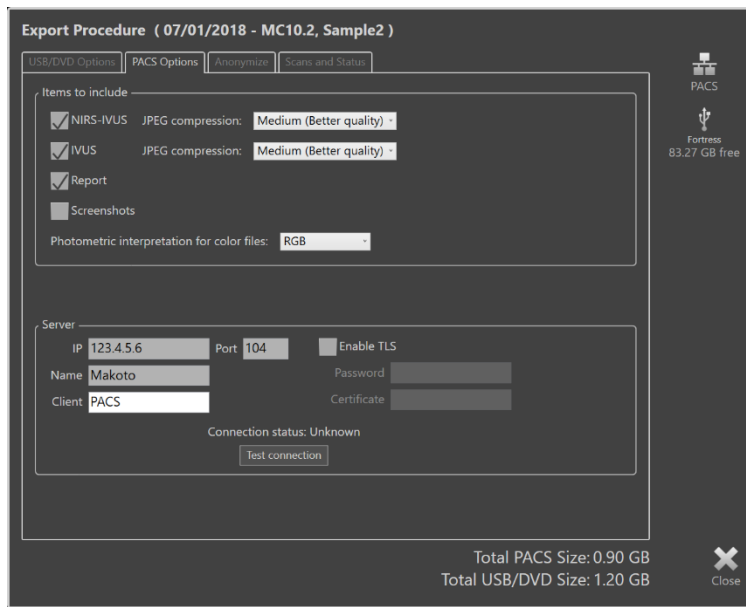 Export Procedure ( 07/01/2018 - MC10.2, Sample2 )
USB/DVD Options PACS Options Anonymize Scans and Status
PACS
Items to include
NIRS-IVUS JPEG compression: Medium (Better quality)
Fortress
83.27 GB free
IVUS JPEG compression: Medium (Better quality)
Report
Screenshots
Photometric interpretation for color files: RGB
Server
IP 123.4.5.6 Port 104 Enable TLS
Name Makoto Password
Client PACS Certificate
Connection status: Unknown
Test connection
Total PACS Size: 0.90 GB
Total USB/DVD Size: 1.20 GB
Close